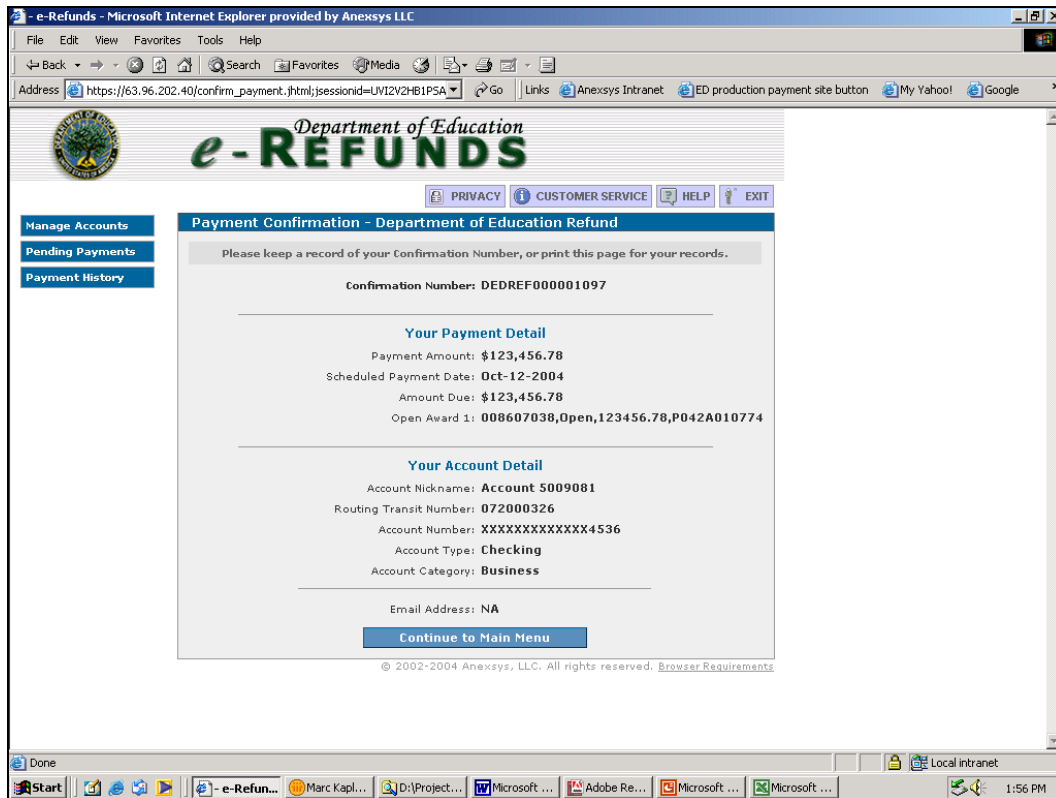 - e-Refunds - Microsoft Internet Explorer provided by Anexsys LLC
File Edit View Favorites Tools Help
Back Search Favorites Media
Address https://63.96.202.40/confirm_payment.jhtml;jsessionid=UVI2V2HB1PSA Go Links Anexsys Intranet ED production payment site button My Yahoo! Google
Department of Education
e - REFUNDS
PRIVACY CUSTOMER SERVICE HELP EXIT
Manage Accounts
Pending Payments
Payment History
Payment Confirmation - Department of Education Refund
Please keep a record of your Confirmation Number, or print this page for your records.
Confirmation Number: DEDREF000001097
Your Payment Detail
Payment Amount: $123,456.78
Scheduled Payment Date: Oct-12-2004
Amount Due: $123,456.78
Open Award 1: 008607038,Open,123456.78,P042A010774
Your Account Detail
Account Nickname: Account 5009081
Routing Transit Number: 072000326
Account Number: XXXXXXXXXXXXX4536
Account Type: Checking
Account Category: Business
Email Address: NA
Continue to Main Menu
© 2002-2004 Anexsys, LLC. All rights reserved. Browser Requirements
Done Local intranet
Start - e-Refun... Marc Kapl... D:\Project... Microsoft ... Adobe Re... Microsoft ... Microsoft ... 1:56 PM